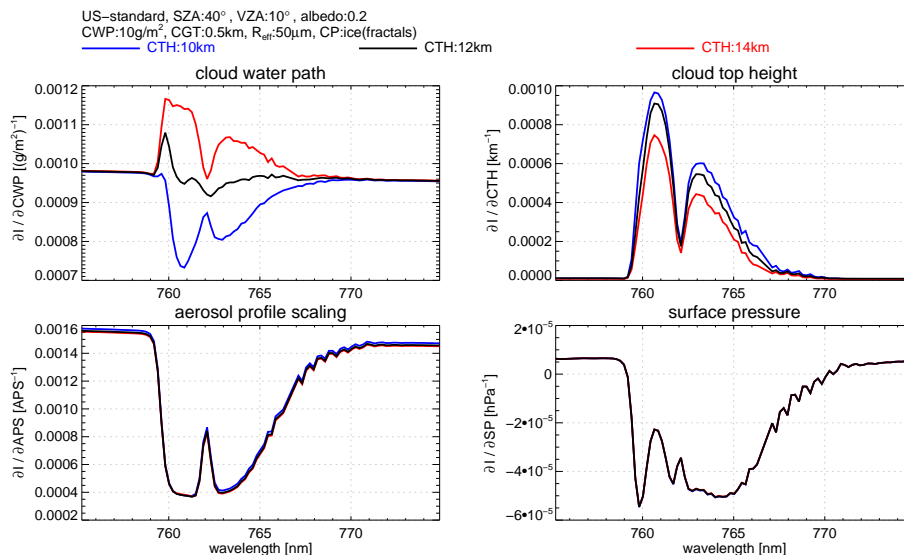 US-standard, SZA:40°, VZA:10°, albedo:0.2
CWP:10g/m², CGT:0.5km, R_eff:50μm, CP:ice(fractals)
CTH:10km CTH:12km CTH:14km
cloud water path
∂I / ∂CWP [(g/m²)⁻¹]
0.0012
0.0011
0.0010
0.0009
0.0008
0.0007
760 765 770
cloud top height
∂I / ∂CTH [km⁻¹]
0.0010
0.0008
0.0006
0.0004
0.0002
0.0000
760 765 770
aerosol profile scaling
∂I / ∂APS [APS⁻¹]
0.0016
0.0014
0.0012
0.0010
0.0008
0.0006
0.0004
0.0002
760 765 770
wavelength [nm]
surface pressure
∂I / ∂SP [hPa⁻¹]
2•10⁻⁵
0
−2•10⁻⁵
−4•10⁻⁵
−6•10⁻⁵
760 765 770
wavelength [nm]